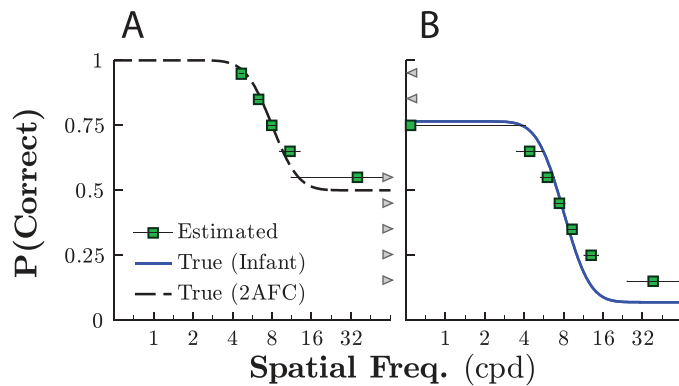 A B
1
0.75
0.5
0.25
0
P(Correct)
Estimated
True (Infant)
True (2AFC)
1 2 4 8 16 32 1 2 4 8 16 32
Spatial Freq. (cpd)